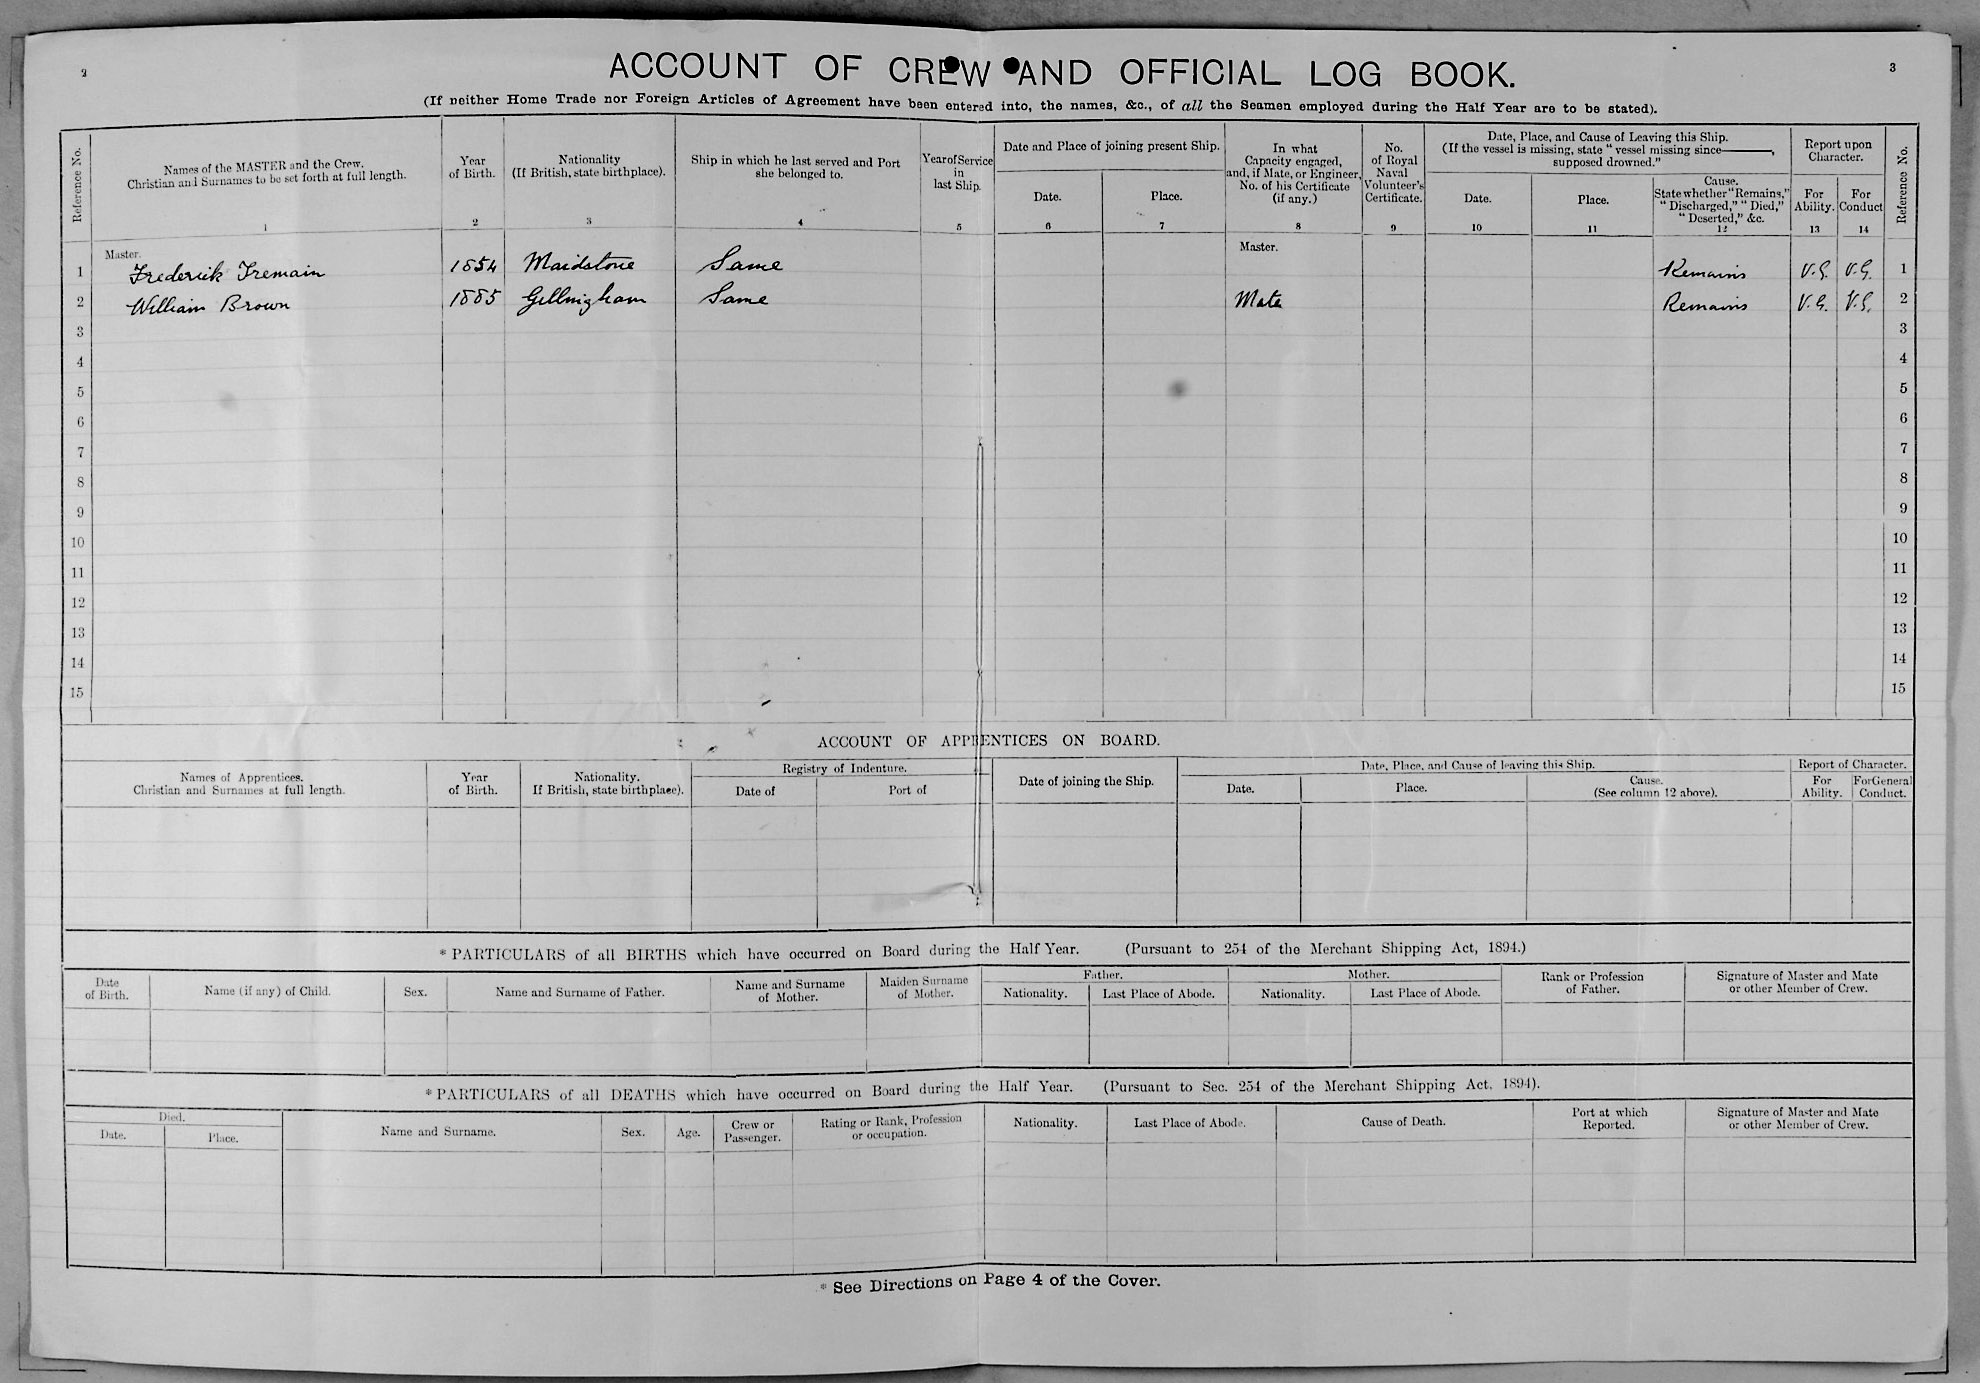 2
3
ACCOUNT OF CREW AND OFFICIAL LOG BOOK.
(If neither Home Trade nor Foreign Articles of Agreement have been entered into, the names, &c., of all the Seamen employed during the Half Year are to be stated).
Reference No.
Names of the MASTER and the Crew.
Christian and Surnames to be set forth at full length.
1
Year
of Birth.
2
Nationality
(If British, state birthplace).
3
Ship in which he last served and Port
she belonged to.
4
Year of Service
in
last Ship.
5
Date and Place of joining present Ship.
Date.
6
Place.
7
In what
Capacity engaged,
and, if Mate, or Engineer,
No. of his Certificate
(if any.)
8
No.
of Royal
Naval
Volunteer's
Certificate.
9
Date, Place, and Cause of Leaving this Ship.
(If the vessel is missing, state "vessel missing since———,
supposed drowned."
Date.
10
Place.
11
Cause.
State whether "Remains,"
"Discharged," "Died,"
"Deserted," &c.
12
Report upon
Character.
For
Ability.
13
For
Conduct
14
Reference No.
Master.
Master.
1 Frederick Tremain 1854 Maidstone Same Remains V.G. V.G. 1
2 William Brown 1885 Gillingham Same Mate Remains V.G. V.G. 2
3 3
4 4
5 5
6 6
7 7
8 8
9 9
10 10
11 11
12 12
13 13
14 14
15 15
ACCOUNT OF APPRENTICES ON BOARD.
Names of Apprentices.
Christian and Surnames at full length.
Year
of Birth.
Nationality.
If British, state birthplace).
Registry of Indenture.
Date of
Port of
Date of joining the Ship.
Date, Place, and Cause of leaving this Ship.
Date.
Place.
Cause.
(See column 12 above).
Report of Character.
For
Ability.
For General
Conduct.
* PARTICULARS of all BIRTHS which have occurred on Board during the Half Year. (Pursuant to 254 of the Merchant Shipping Act, 1894.)
Date
of Birth.
Name (if any) of Child.
Sex.
Name and Surname of Father.
Name and Surname
of Mother.
Maiden Surname
of Mother.
Father.
Nationality.
Last Place of Abode.
Mother.
Nationality.
Last Place of Abode.
Rank or Profession
of Father.
Signature of Master and Mate
or other Member of Crew.
* PARTICULARS of all DEATHS which have occurred on Board during the Half Year. (Pursuant to Sec. 254 of the Merchant Shipping Act. 1894).
Died.
Date.
Place.
Name and Surname.
Sex.
Age.
Crew or
Passenger.
Rating or Rank, Profession
or occupation.
Nationality.
Last Place of Abode.
Cause of Death.
Port at which
Reported.
Signature of Master and Mate
or other Member of Crew.
* See Directions on Page 4 of the Cover.